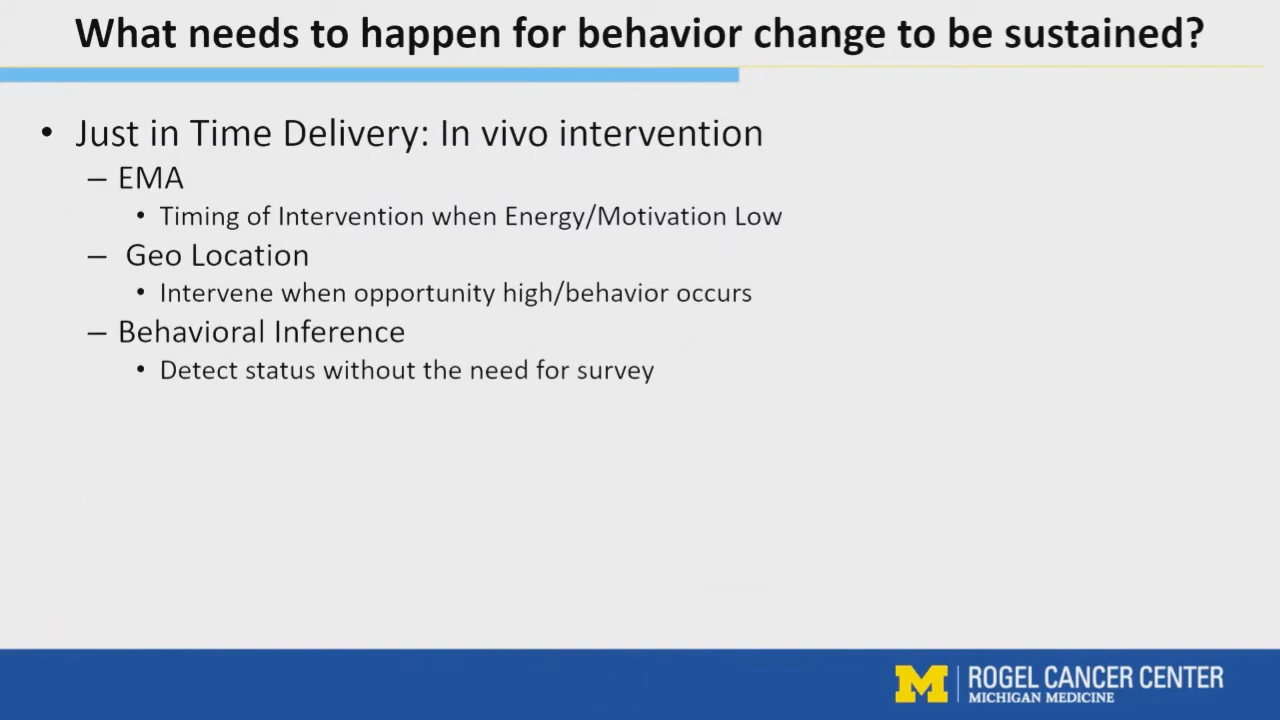 What needs to happen for behavior change to be sustained?
• Just in Time Delivery: In vivo intervention
– EMA
• Timing of Intervention when Energy/Motivation Low
– Geo Location
• Intervene when opportunity high/behavior occurs
– Behavioral Inference
• Detect status without the need for survey
M
ROGEL CANCER CENTER
MICHIGAN MEDICINE